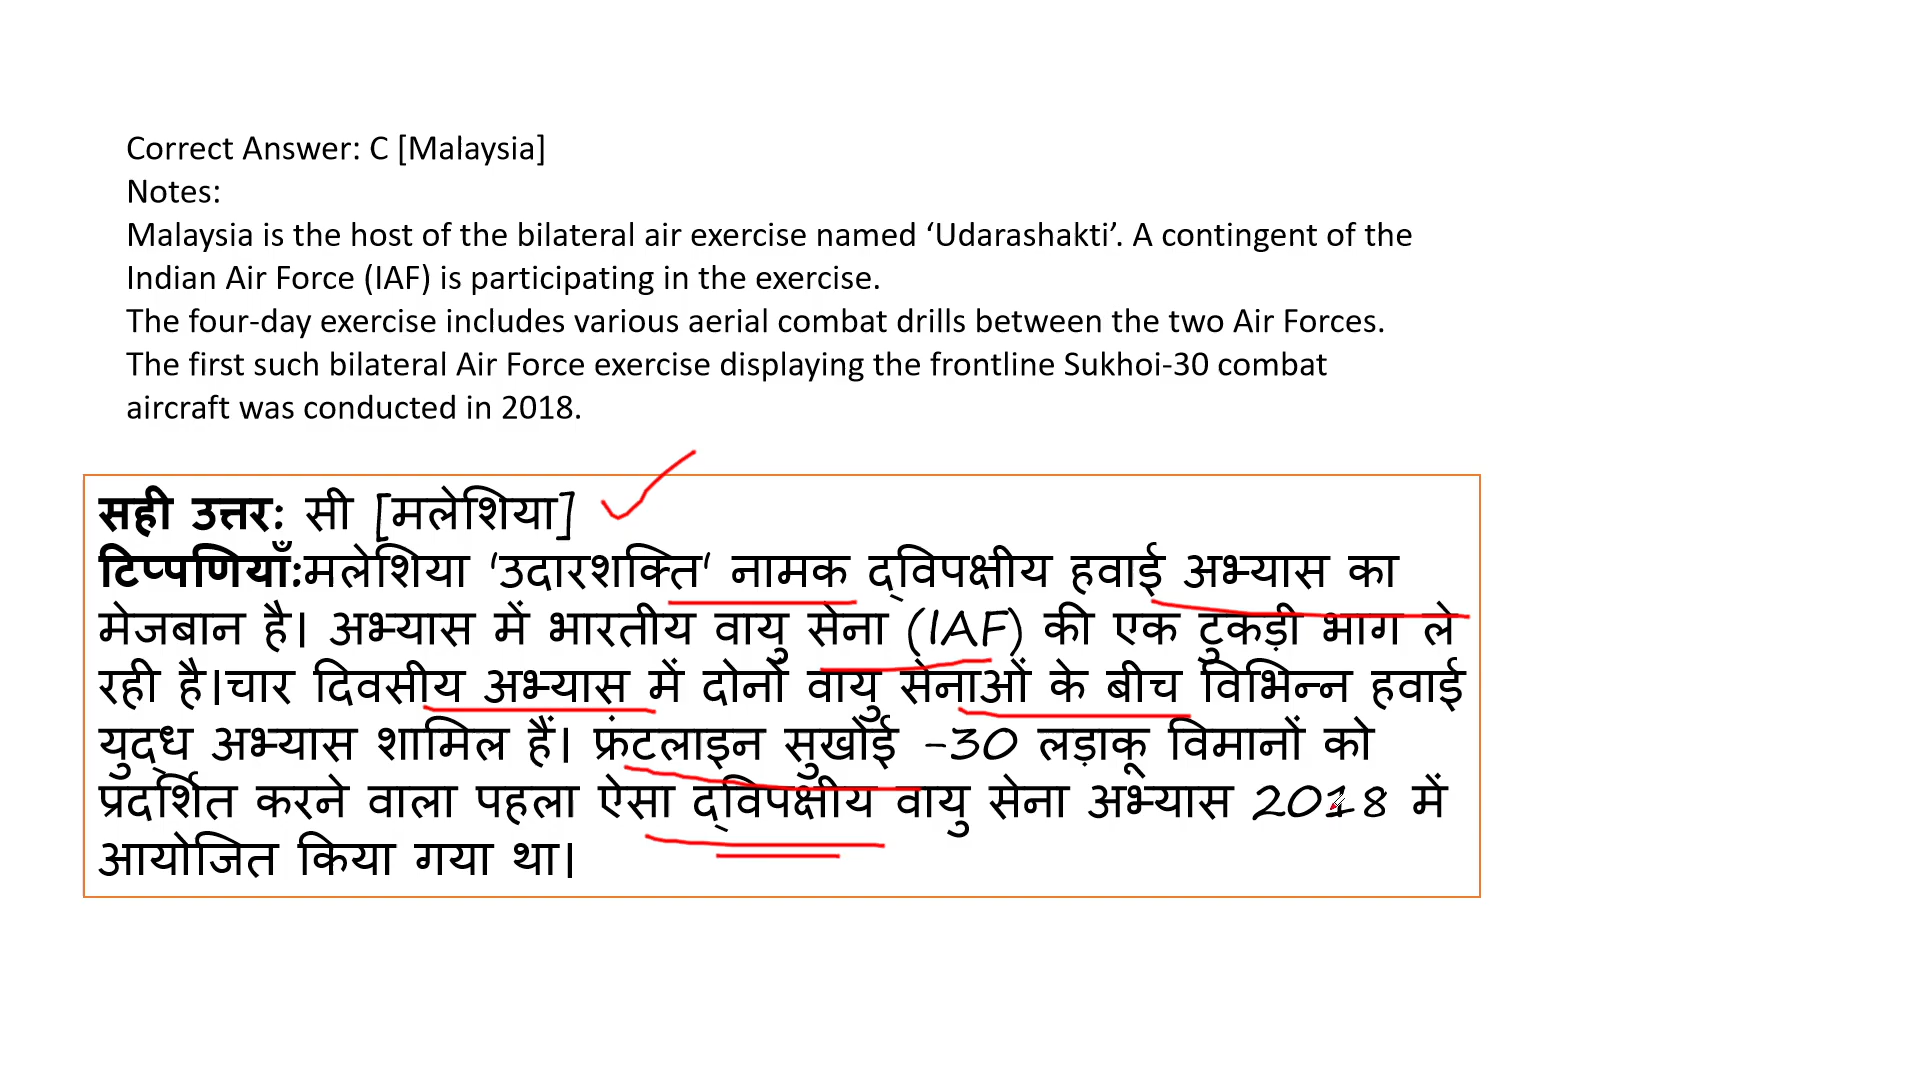 Correct Answer: C [Malaysia]
Notes:
Malaysia is the host of the bilateral air exercise named ‘Udarashakti’. A contingent of the
Indian Air Force (IAF) is participating in the exercise.
The four-day exercise includes various aerial combat drills between the two Air Forces.
The first such bilateral Air Force exercise displaying the frontline Sukhoi-30 combat
aircraft was conducted in 2018.
सही उत्तर: सी [मलेशिया]
टिप्पणियाँ:मलेशिया 'उदारशक्ति' नामक द्विपक्षीय हवाई अभ्यास का
मेजबान है। अभ्यास में भारतीय वायु सेना (IAF) की एक टुकड़ी भाग ले
रही है।चार दिवसीय अभ्यास में दोनों वायु सेनाओं के बीच विभिन्न हवाई
युद्ध अभ्यास शामिल हैं। फ्रंटलाइन सुखोई -30 लड़ाकू विमानों को
प्रदर्शित करने वाला पहला ऐसा द्विपक्षीय वायु सेना अभ्यास 2018 में
आयोजित किया गया था।